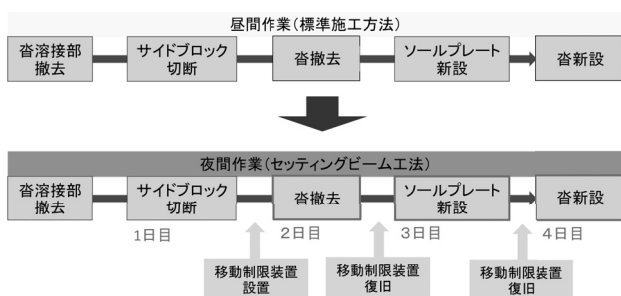 昼間作業(標準施工方法)
沓溶接部
撤去
サイドブロック
切断
沓撤去
ソールプレート
新設
沓新設
夜間作業(セッティングビーム工法)
沓溶接部
撤去
サイドブロック
切断
沓撤去
ソールプレート
新設
沓新設
1日目
2日目
3日目
4日目
移動制限装置
設置
移動制限装置
復旧
移動制限装置
復旧